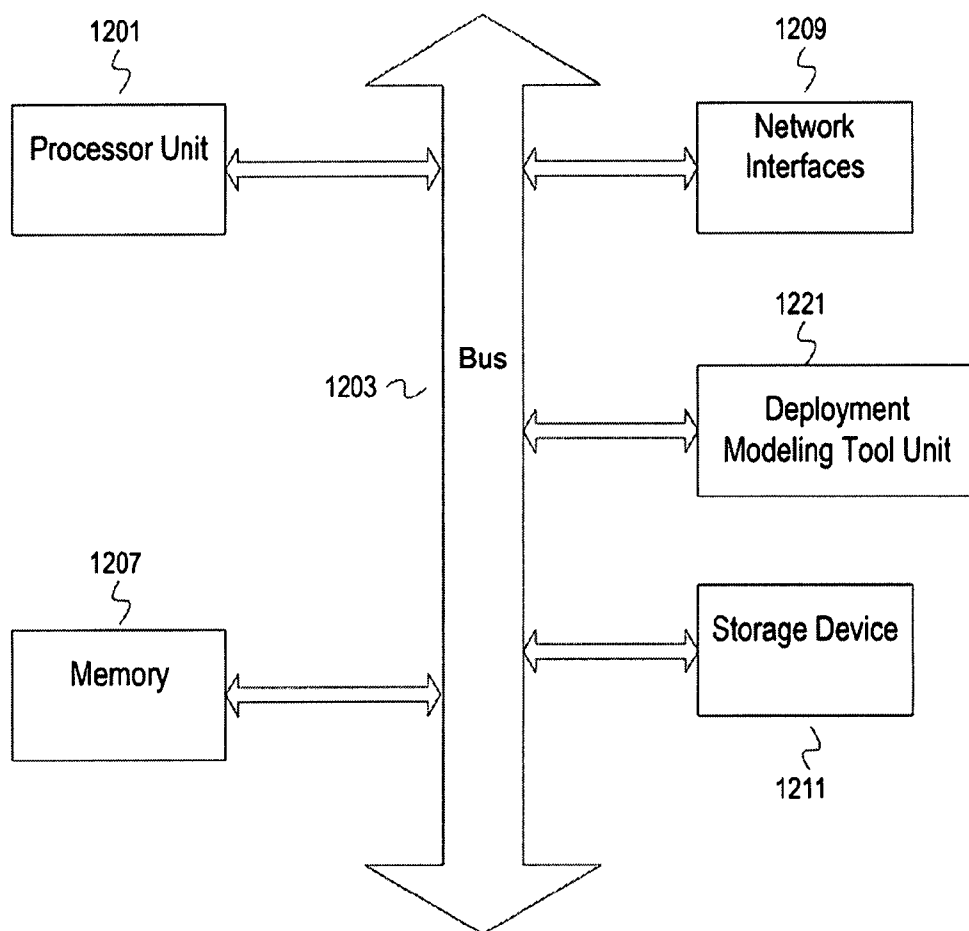 1201
Processor Unit
1209
Network
Interfaces
1203
Bus
1221
Deployment
Modeling Tool Unit
1207
Memory
Storage Device
1211